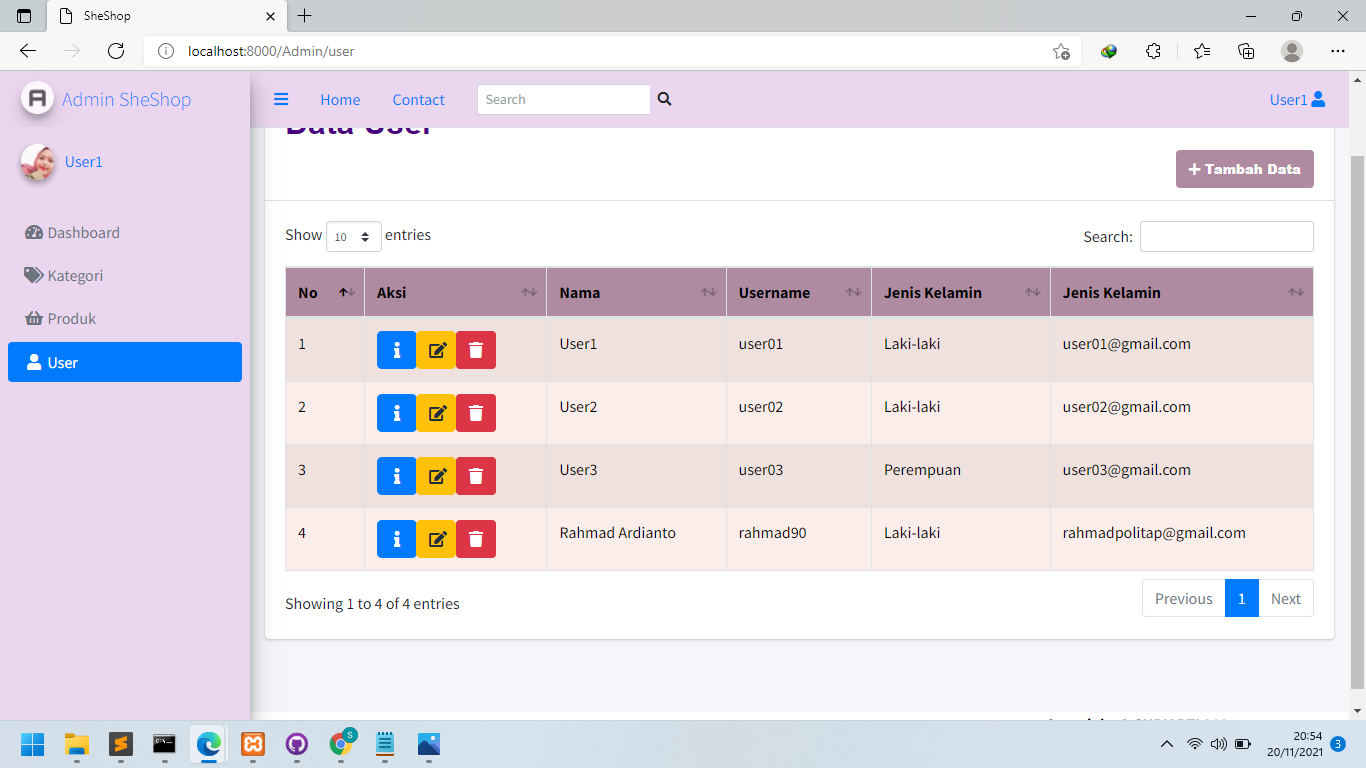 SheShop
localhost:8000/Admin/user
Admin SheShop
Home
Contact
Search
User1
User1
Dashboard
Kategori
Produk
User
Data User
Tambah Data
Show 10 entries
Search:
No Aksi Nama Username Jenis Kelamin Jenis Kelamin
1 User1 user01 Laki-laki user01@gmail.com
2 User2 user02 Laki-laki user02@gmail.com
3 User3 user03 Perempuan user03@gmail.com
4 Rahmad Ardianto rahmad90 Laki-laki rahmadpolitap@gmail.com
Showing 1 to 4 of 4 entries
Previous 1 Next
S
20:54
20/11/2021
3